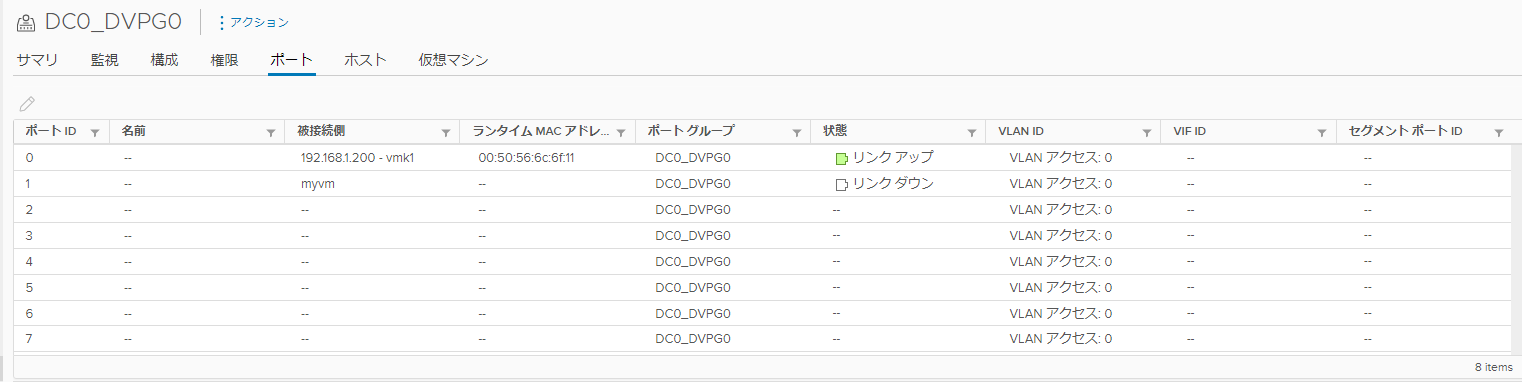 DC0_DVPG0 アクション
サマリ 監視 構成 権限 ポート ホスト 仮想マシン
ポート ID 名前 被接続側 ランタイム MAC アドレ... ポート グループ 状態 VLAN ID VIF ID セグメント ポート ID
0 -- 192.168.1.200 - vmk1 00:50:56:6c:6f:11 DC0_DVPG0 リンク アップ VLAN アクセス: 0 -- --
1 -- myvm -- DC0_DVPG0 リンク ダウン VLAN アクセス: 0 -- --
2 -- -- -- DC0_DVPG0 -- VLAN アクセス: 0 -- --
3 -- -- -- DC0_DVPG0 -- VLAN アクセス: 0 -- --
4 -- -- -- DC0_DVPG0 -- VLAN アクセス: 0 -- --
5 -- -- -- DC0_DVPG0 -- VLAN アクセス: 0 -- --
6 -- -- -- DC0_DVPG0 -- VLAN アクセス: 0 -- --
7 -- -- -- DC0_DVPG0 -- VLAN アクセス: 0 -- --
8 items